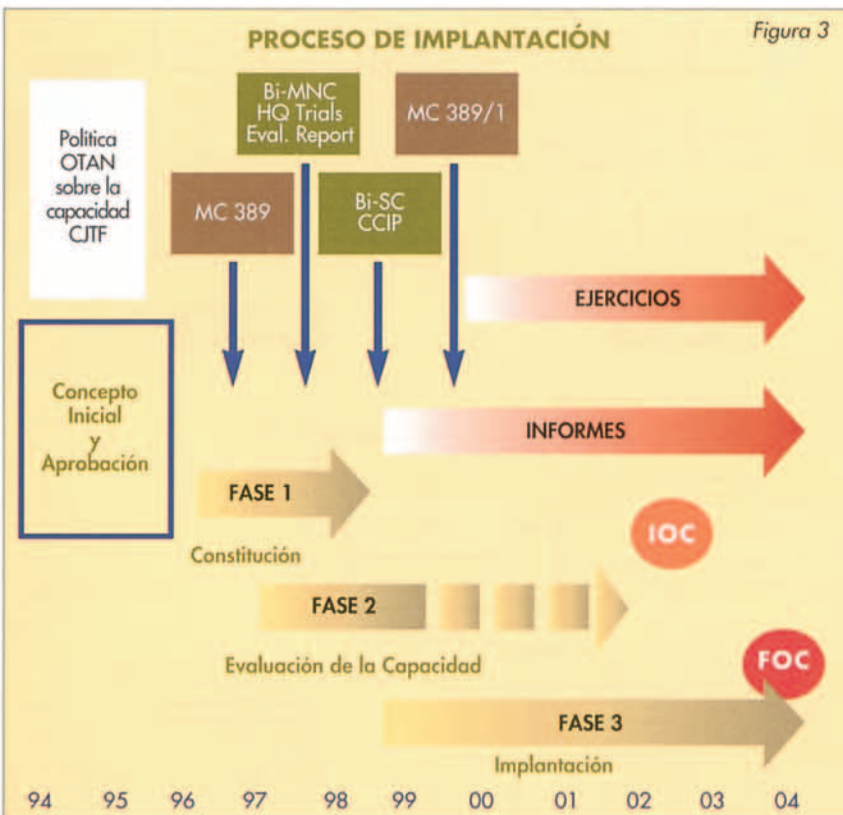 Figura 3
PROCESO DE IMPLANTACIÓN
Política
OTAN
sobre la
capacidad
CJTF
Bi-MNC
HQ Trials
Eval. Report
MC 389/1
MC 389
Bi-SC
CCIP
EJERCICIOS
Concepto
Inicial
y
Aprobación
INFORMES
FASE 1
Constitución
IOC
FASE 2
Evaluación de la Capacidad
FOC
FASE 3
Implantación
94 95 96 97 98 99 00 01 02 03 04